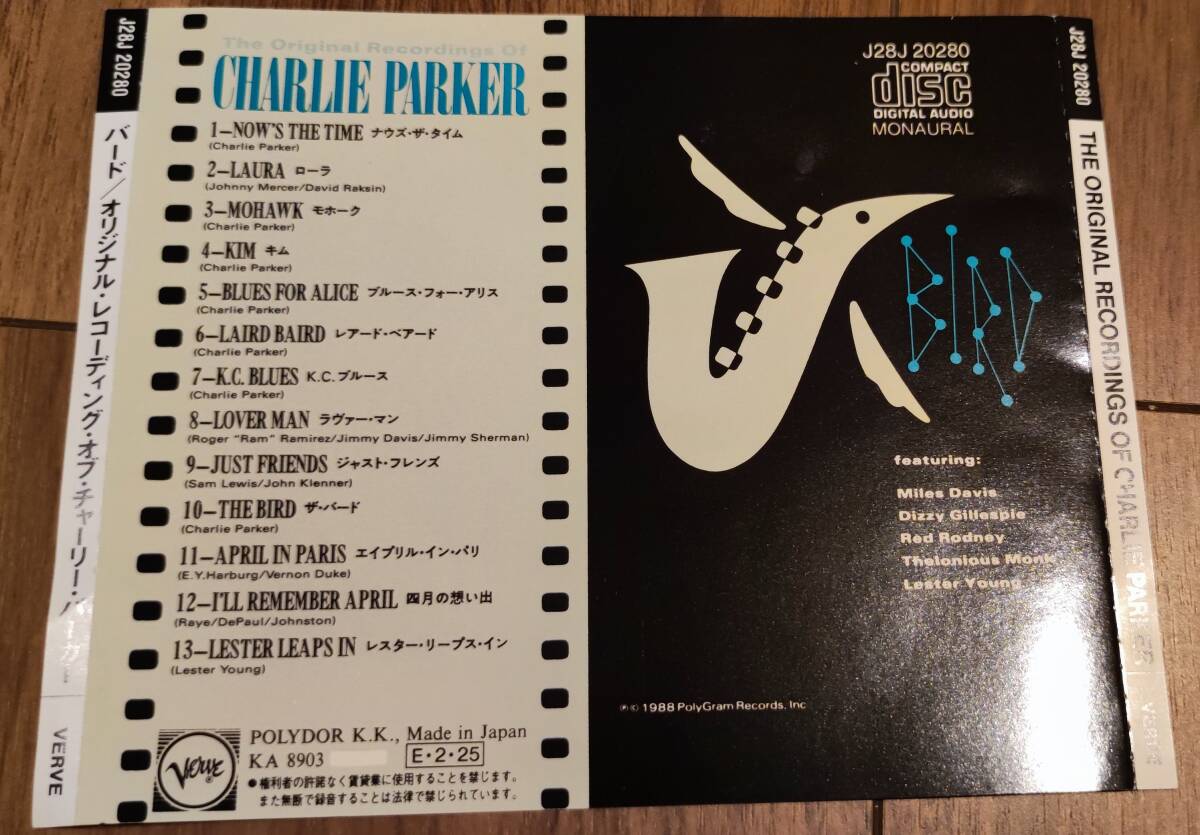 J28J 20280
バード/オリジナル・レコーディング・オブ・チャーリー・
VERVE
The Original Recordings Of
CHARLIE PARKER
1–NOW'S THE TIME ナウズ・ザ・タイム
(Charlie Parker)
2–LAURA ローラ
(Johnny Mercer/David Raksin)
3–MOHAWK モホーク
(Charlie Parker)
4–KIM キム
(Charlie Parker)
5–BLUES FOR ALICE ブルース・フォー・アリス
(Charlie Parker)
6–LAIRD BAIRD レアード・ベアード
(Charlie Parker)
7–K.C. BLUES K.C.ブルース
(Charlie Parker)
8–LOVER MAN ラヴァー・マン
(Roger "Ram" Ramirez/Jimmy Davis/Jimmy Sherman)
9–JUST FRIENDS ジャスト・フレンズ
(Sam Lewis/John Klenner)
10–THE BIRD ザ・バード
(Charlie Parker)
11–APRIL IN PARIS エイプリル・イン・パリ
(E.Y.Harburg/Vernon Duke)
12–I'LL REMEMBER APRIL 四月の想い出
(Raye/DePaul/Johnston)
13–LESTER LEAPS IN レスター・リープス・イン
(Lester Young)
Verve
POLYDOR K.K., Made in Japan
KA 8903 E・2・25
●権利者の許諾なく賃貸業に使用することを禁じます。
また無断で録音することは法律で禁じられています。
J28J 20280
COMPACT
disc
DIGITAL AUDIO
MONAURAL
BIRD
featuring:
Miles Davis
Dizzy Gillespie
Red Rodney
Thelonious Monk
Lester Young
℗© 1988 PolyGram Records, Inc
J28J 20280
THE ORIGINAL RECORDINGS OF CHARLIE PARKER
VERVE